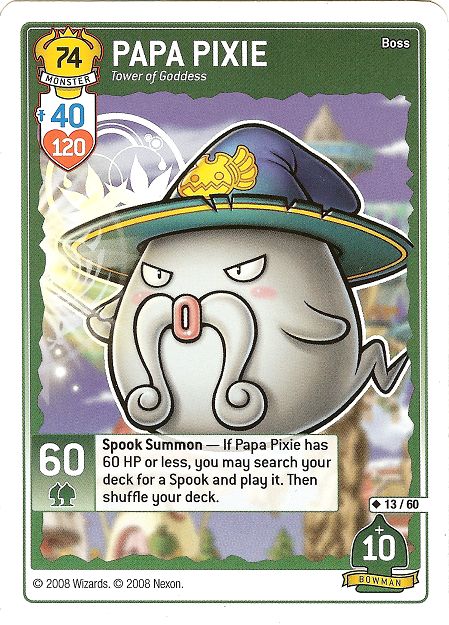 74
MONSTER
PAPA PIXIE
Boss
Tower of Goddess
40
120
60
Spook Summon — If Papa Pixie has
60 HP or less, you may search your
deck for a Spook and play it. Then
shuffle your deck.
◆ 13 / 60
+
10
BOWMAN
© 2008 Wizards. © 2008 Nexon.